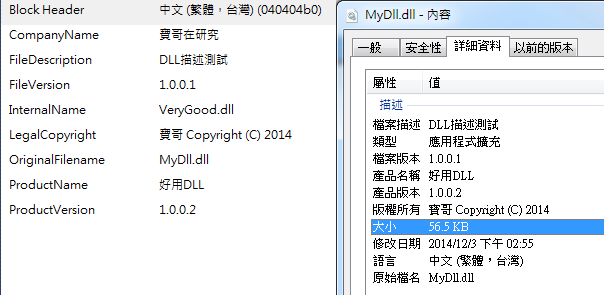 Block Header 中文 (繁體，台灣) (040404b0)
CompanyName 寶哥在研究
FileDescription DLL描述測試
FileVersion 1.0.0.1
InternalName VeryGood.dll
LegalCopyright 寶哥 Copyright (C) 2014
OriginalFilename MyDll.dll
ProductName 好用DLL
ProductVersion 1.0.0.2
MyDll.dll - 內容
一般 安全性 詳細資料 以前的版本
屬性 值
描述
檔案描述 DLL描述測試
類型 應用程式擴充
檔案版本 1.0.0.1
產品名稱 好用DLL
產品版本 1.0.0.2
版權所有 寶哥 Copyright (C) 2014
大小 56.5 KB
修改日期 2014/12/3 下午 02:55
語言 中文 (繁體，台灣)
原始檔名 MyDll.dll